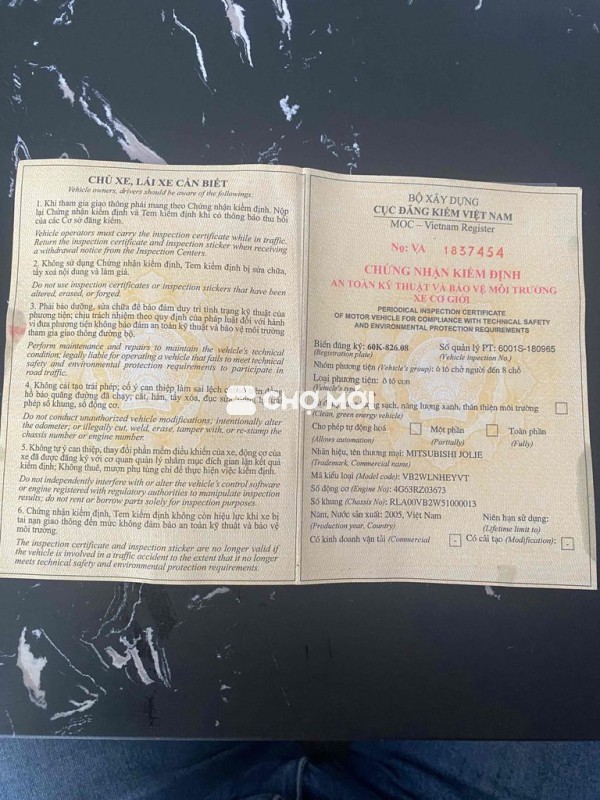 CHỦ XE, LÁI XE CẦN BIẾT
Vehicle owners, drivers should be aware of the followings:
1. Khi tham gia giao thông phải mang theo Chứng nhận kiểm định. Nộp
lại Chứng nhận kiểm định và Tem kiểm định khi có thông báo thu hồi
của các Cơ sở đăng kiểm.
Vehicle operators must carry the inspection certificate while in traffic.
Return the inspection certificate and inspection sticker when receiving
a withdrawal notice from the Inspection Centers.
2. Không sử dụng Chứng nhận kiểm định, Tem kiểm định bị sửa chữa,
tẩy xoá nội dung và làm giả.
Do not use inspection certificates or inspection stickers that have been
altered, erased, or forged.
3. Phải bảo dưỡng, sửa chữa để bảo đảm duy trì tình trạng kỹ thuật của
phương tiện; chịu trách nhiệm theo quy định của pháp luật đối với hành
vi đưa phương tiện không bảo đảm an toàn kỹ thuật và bảo vệ môi trường
tham gia giao thông đường bộ.
Perform maintenance and repairs to maintain the vehicle's technical
condition; legally liable for operating a vehicle that fails to meet technical
safety and environmental protection requirements to participate in
road traffic.
4. Không cải tạo trái phép; cố ý can thiệp làm sai lệch
hồ báo quãng đường đã chạy; cắt, hàn, tẩy xóa, đục sửa
phép số khung, số động cơ.
Do not conduct unauthorized vehicle modifications; intentionally alter
the odometer; or illegally cut, weld, erase, tamper with, or re-stamp the
chassis number or engine number.
5. Không tự ý can thiệp, thay đổi phần mềm điều khiển của xe, động cơ của
xe đã được đăng ký với cơ quan quản lý nhằm mục đích gian lận kết quả
kiểm định; Không thuê, mượn phụ tùng chỉ để thực hiện việc kiểm định.
Do not independently interfere with or alter the vehicle control software
or engine registered with regulatory authorities to manipulate inspection
results; do not rent or borrow parts solely for inspection purposes.
6. Chứng nhận kiểm định, Tem kiểm định không còn hiệu lực khi xe bị
tai nạn giao thông đến mức không đảm bảo an toàn kỹ thuật và bảo vệ
môi trường.
The inspection certificate and inspection sticker are no longer valid if
the vehicle is involved in a traffic accident to the extent that it no longer
meets technical safety and environmental protection requirements.
BỘ XÂY DỰNG
CỤC ĐĂNG KIỂM VIỆT NAM
MOC – Vietnam Register
No: VA 1837454
CHỨNG NHẬN KIỂM ĐỊNH
AN TOÀN KỸ THUẬT VÀ BẢO VỆ MÔI TRƯỜNG
XE CƠ GIỚI
PERIODICAL INSPECTION CERTIFICATE
OF MOTOR VEHICLE FOR COMPLIANCE WITH TECHNICAL SAFETY
AND ENVIRONMENTAL PROTECTION REQUIREMENTS
Biển đăng ký: 60K-826.08 Số quản lý PT: 6001S-180965
(Registration plate) (Vehicle inpection No.)
Nhóm phương tiện (Vehicle's group): ô tô chở người đến 8 chỗ
Loại phương tiện: ô tô con
(Vehicle's type)
năng lượng sạch, năng lượng xanh, thân thiện môi trường
(Clean, green energy vehicle)
Cho phép tự động hoá Một phần Toàn phần
(Allows automation) (Partially) (Fully)
Nhãn hiệu, tên thương mại: MITSUBISHI JOLIE
(Trademark, Commercial name)
Mã kiểu loại (Model code): VB2WLNHEYVT
Số động cơ (Engine No): 4G63RZ03673
Số khung (Chassis No): RLA00VB2W51000013
Năm, Nước sản xuất: 2005, Việt Nam Niên hạn sử dụng:
(Production year, Country) (Lifetime limit to)
Có kinh doanh vận tải (Commercial - Có cải tạo (Modification): -
CHỢ MỚI